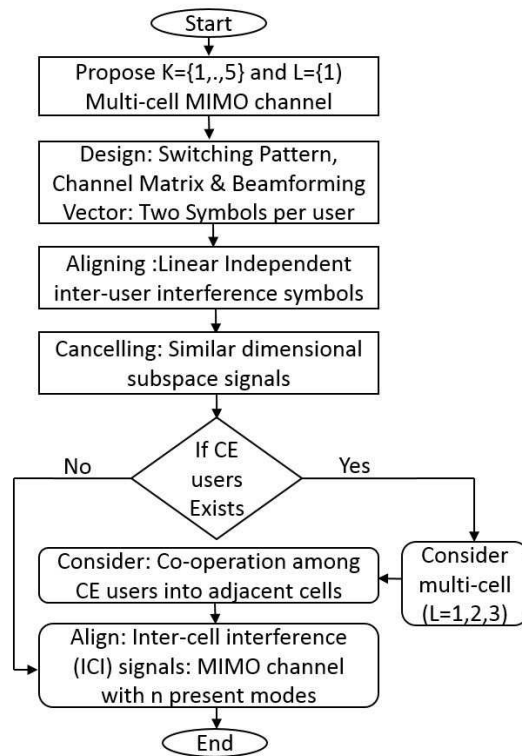 Start
Propose K={1,.,5} and L={1)
Multi-cell MIMO channel
Design: Switching Pattern,
Channel Matrix & Beamforming
Vector: Two Symbols per user
Aligning :Linear Independent
inter-user interference symbols
Cancelling: Similar dimensional
subspace signals
If CE
users
Exists
No
Yes
Consider
multi-cell
(L=1,2,3)
Consider: Co-operation among
CE users into adjacent cells
Align: Inter-cell interference
(ICI) signals: MIMO channel
with n present modes
End